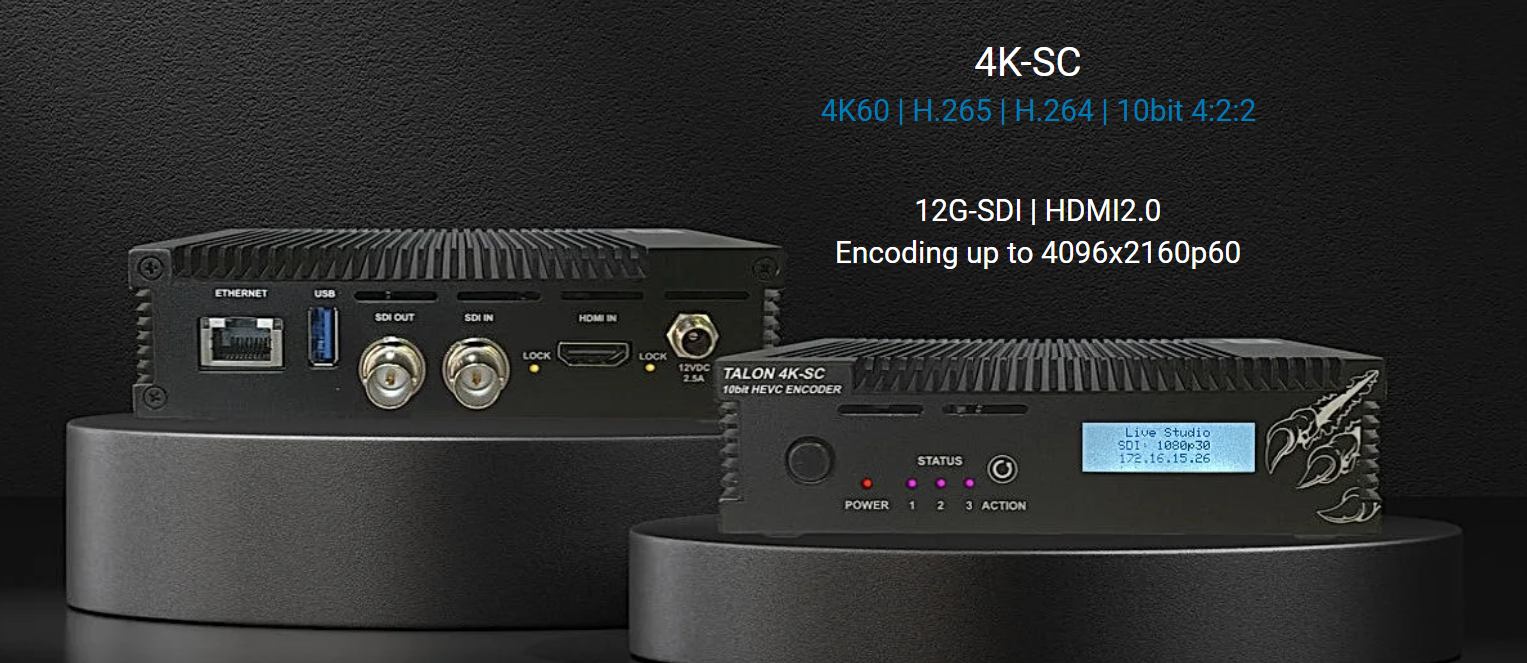 4K-SC
4K60 | H.265 | H.264 | 10bit 4:2:2
12G-SDI | HDMI2.0
Encoding up to 4096x2160p60
ETHERNET
USB
SDI OUT
SDI IN
HDMI IN
LOCK
LOCK
12VDC
2.5A
TALON 4K-SC
10bit HEVC ENCODER
Live Studio
SDI: 1080p30
172.16.15.26
STATUS
POWER 1 2 3 ACTION